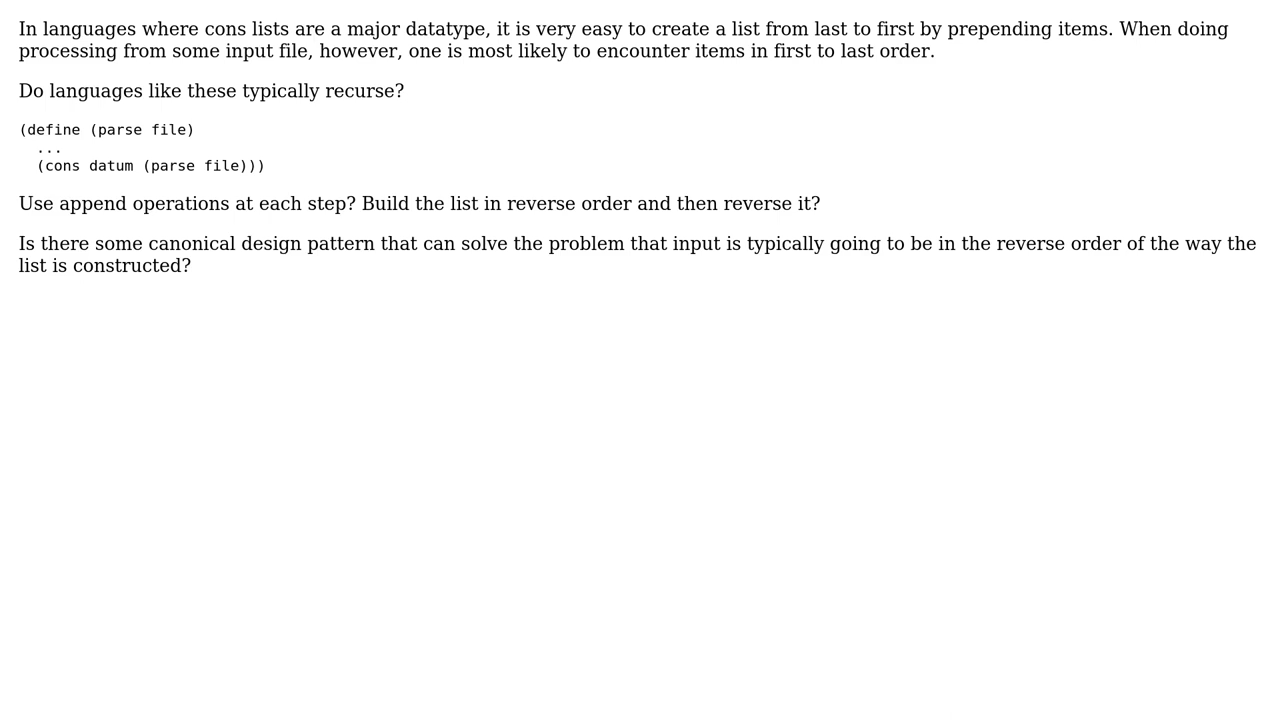 In languages where cons lists are a major datatype, it is very easy to create a list from last to first by prepending items. When doing
processing from some input file, however, one is most likely to encounter items in first to last order.
Do languages like these typically recurse?
(define (parse file)
  ...
  (cons datum (parse file)))
Use append operations at each step? Build the list in reverse order and then reverse it?
Is there some canonical design pattern that can solve the problem that input is typically going to be in the reverse order of the way the
list is constructed?